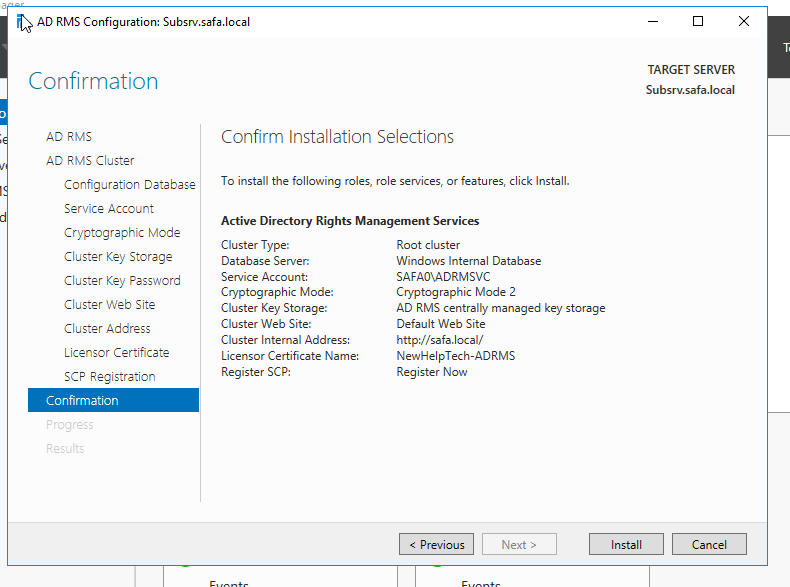 AD RMS Configuration: Subsrv.safa.local
Confirmation
TARGET SERVER
Subsrv.safa.local
AD RMS
AD RMS Cluster
Configuration Database
Service Account
Cryptographic Mode
Cluster Key Storage
Cluster Key Password
Cluster Web Site
Cluster Address
Licensor Certificate
SCP Registration
Confirmation
Progress
Results
Confirm Installation Selections
To install the following roles, role services, or features, click Install.
Active Directory Rights Management Services
Cluster Type: Root cluster
Database Server: Windows Internal Database
Service Account: SAFA0\ADRMSVC
Cryptographic Mode: Cryptographic Mode 2
Cluster Key Storage: AD RMS centrally managed key storage
Cluster Web Site: Default Web Site
Cluster Internal Address: http://safa.local/
Licensor Certificate Name: NewHelpTech-ADRMS
Register SCP: Register Now
< Previous
Next >
Install
Cancel
Events
Events